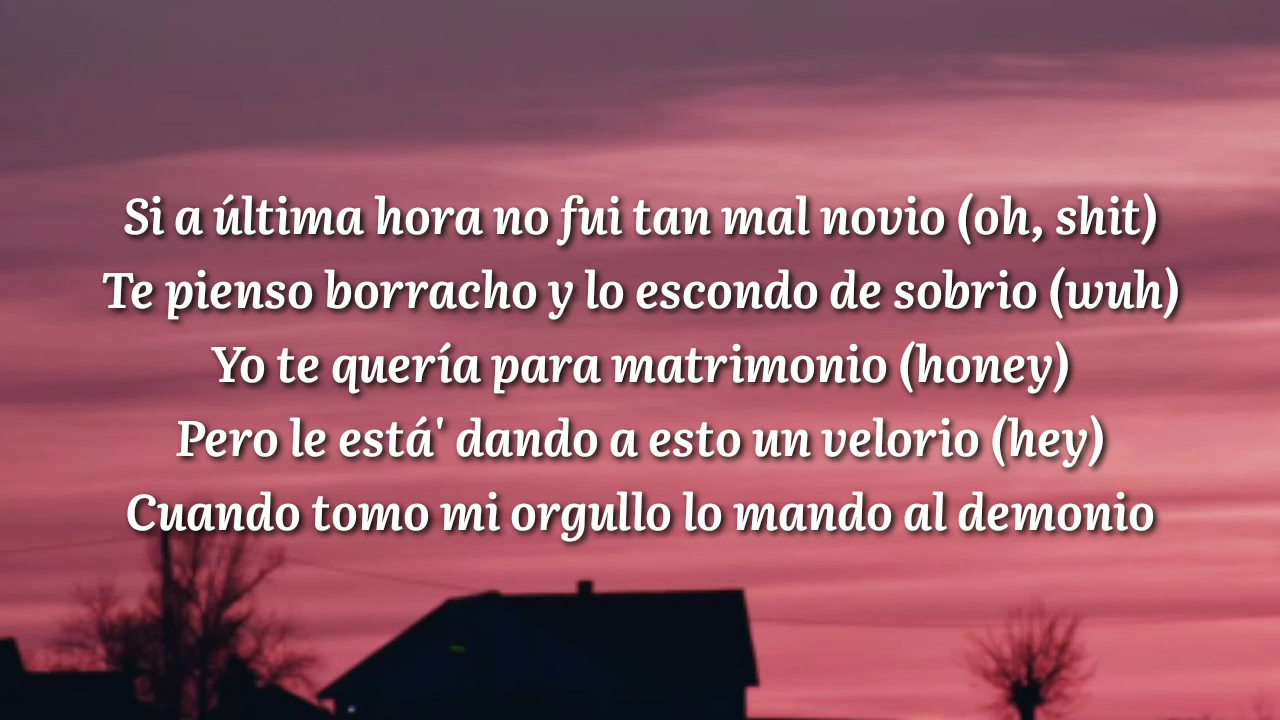 Si a última hora no fui tan mal novio (oh, shit)
Te pienso borracho y lo escondo de sobrio (wuh)
Yo te quería para matrimonio (honey)
Pero le está' dando a esto un velorio (hey)
Cuando tomo mi orgullo lo mando al demonio